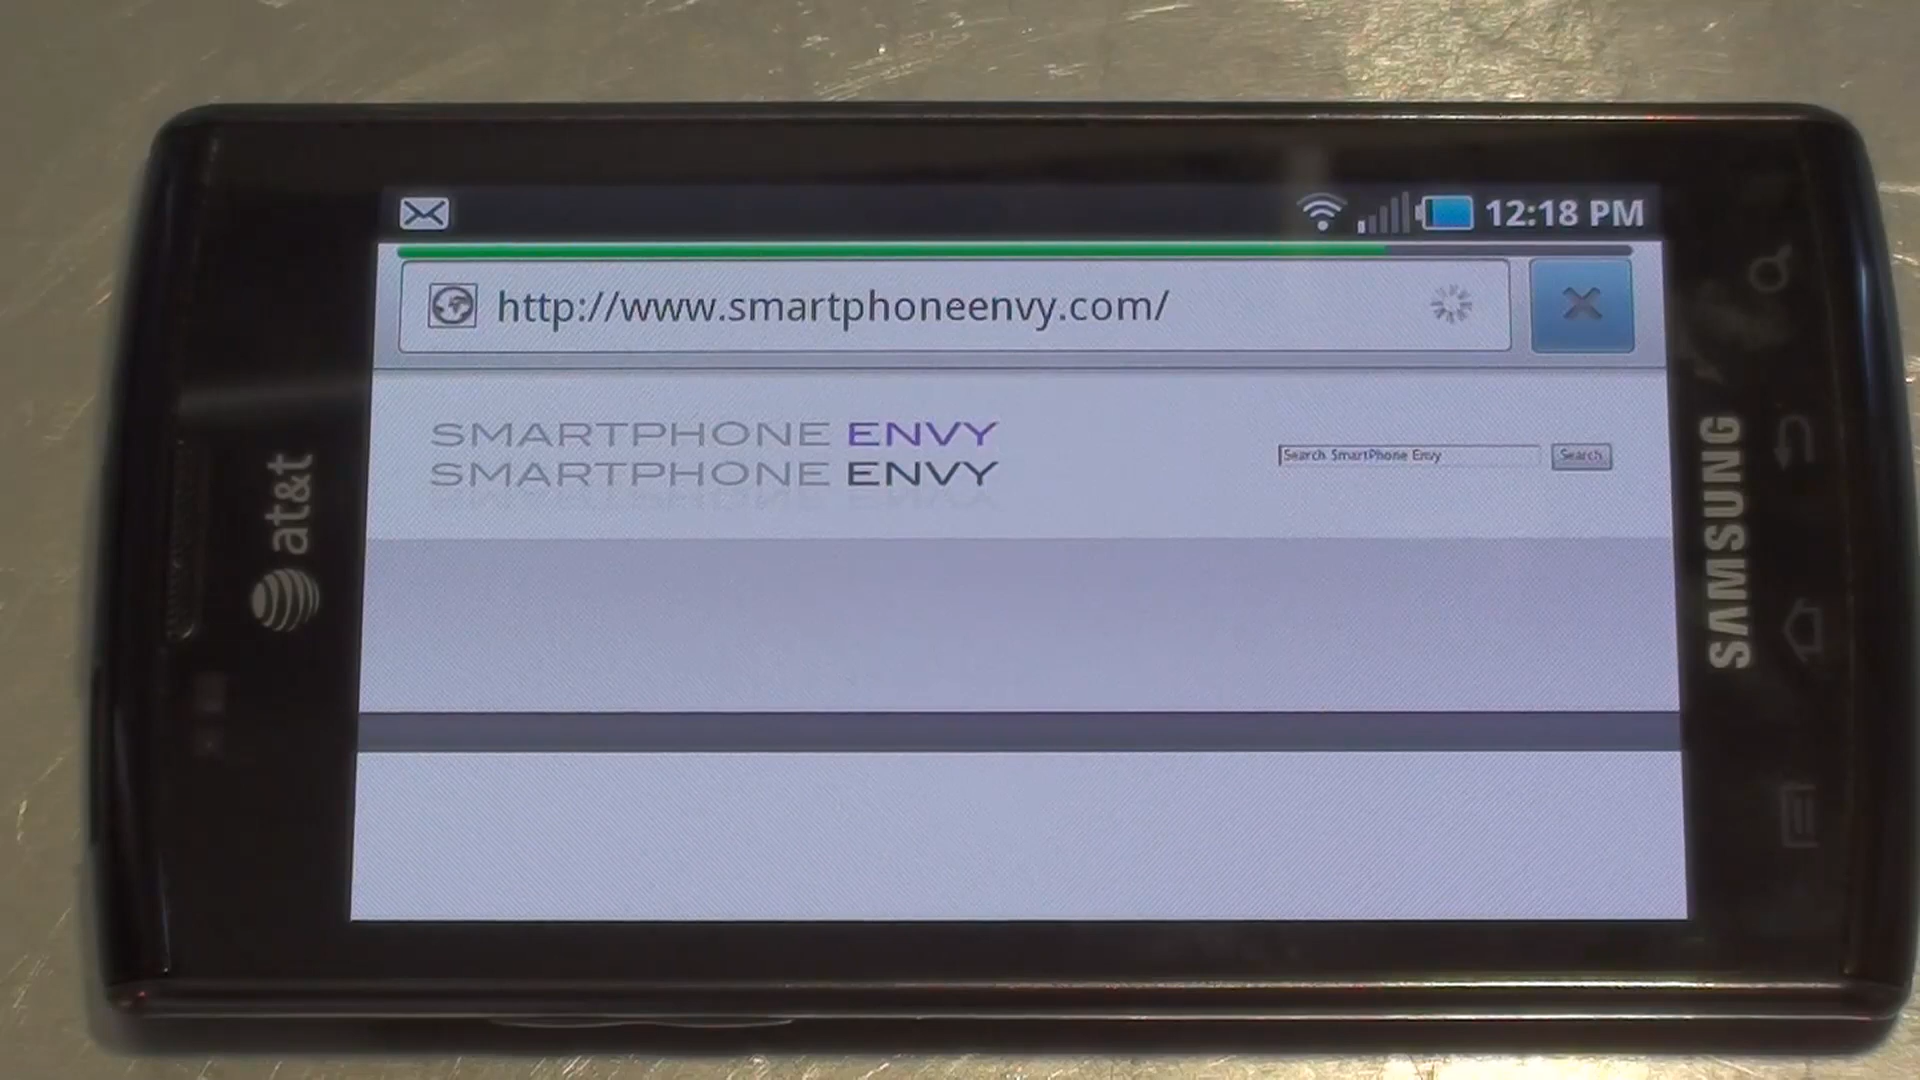 12:18 PM
http://www.smartphoneenvy.com/
SMARTPHONE ENVY
SMARTPHONE ENVY
Search SmartPhone Envy
Search
at&t
SAMSUNG